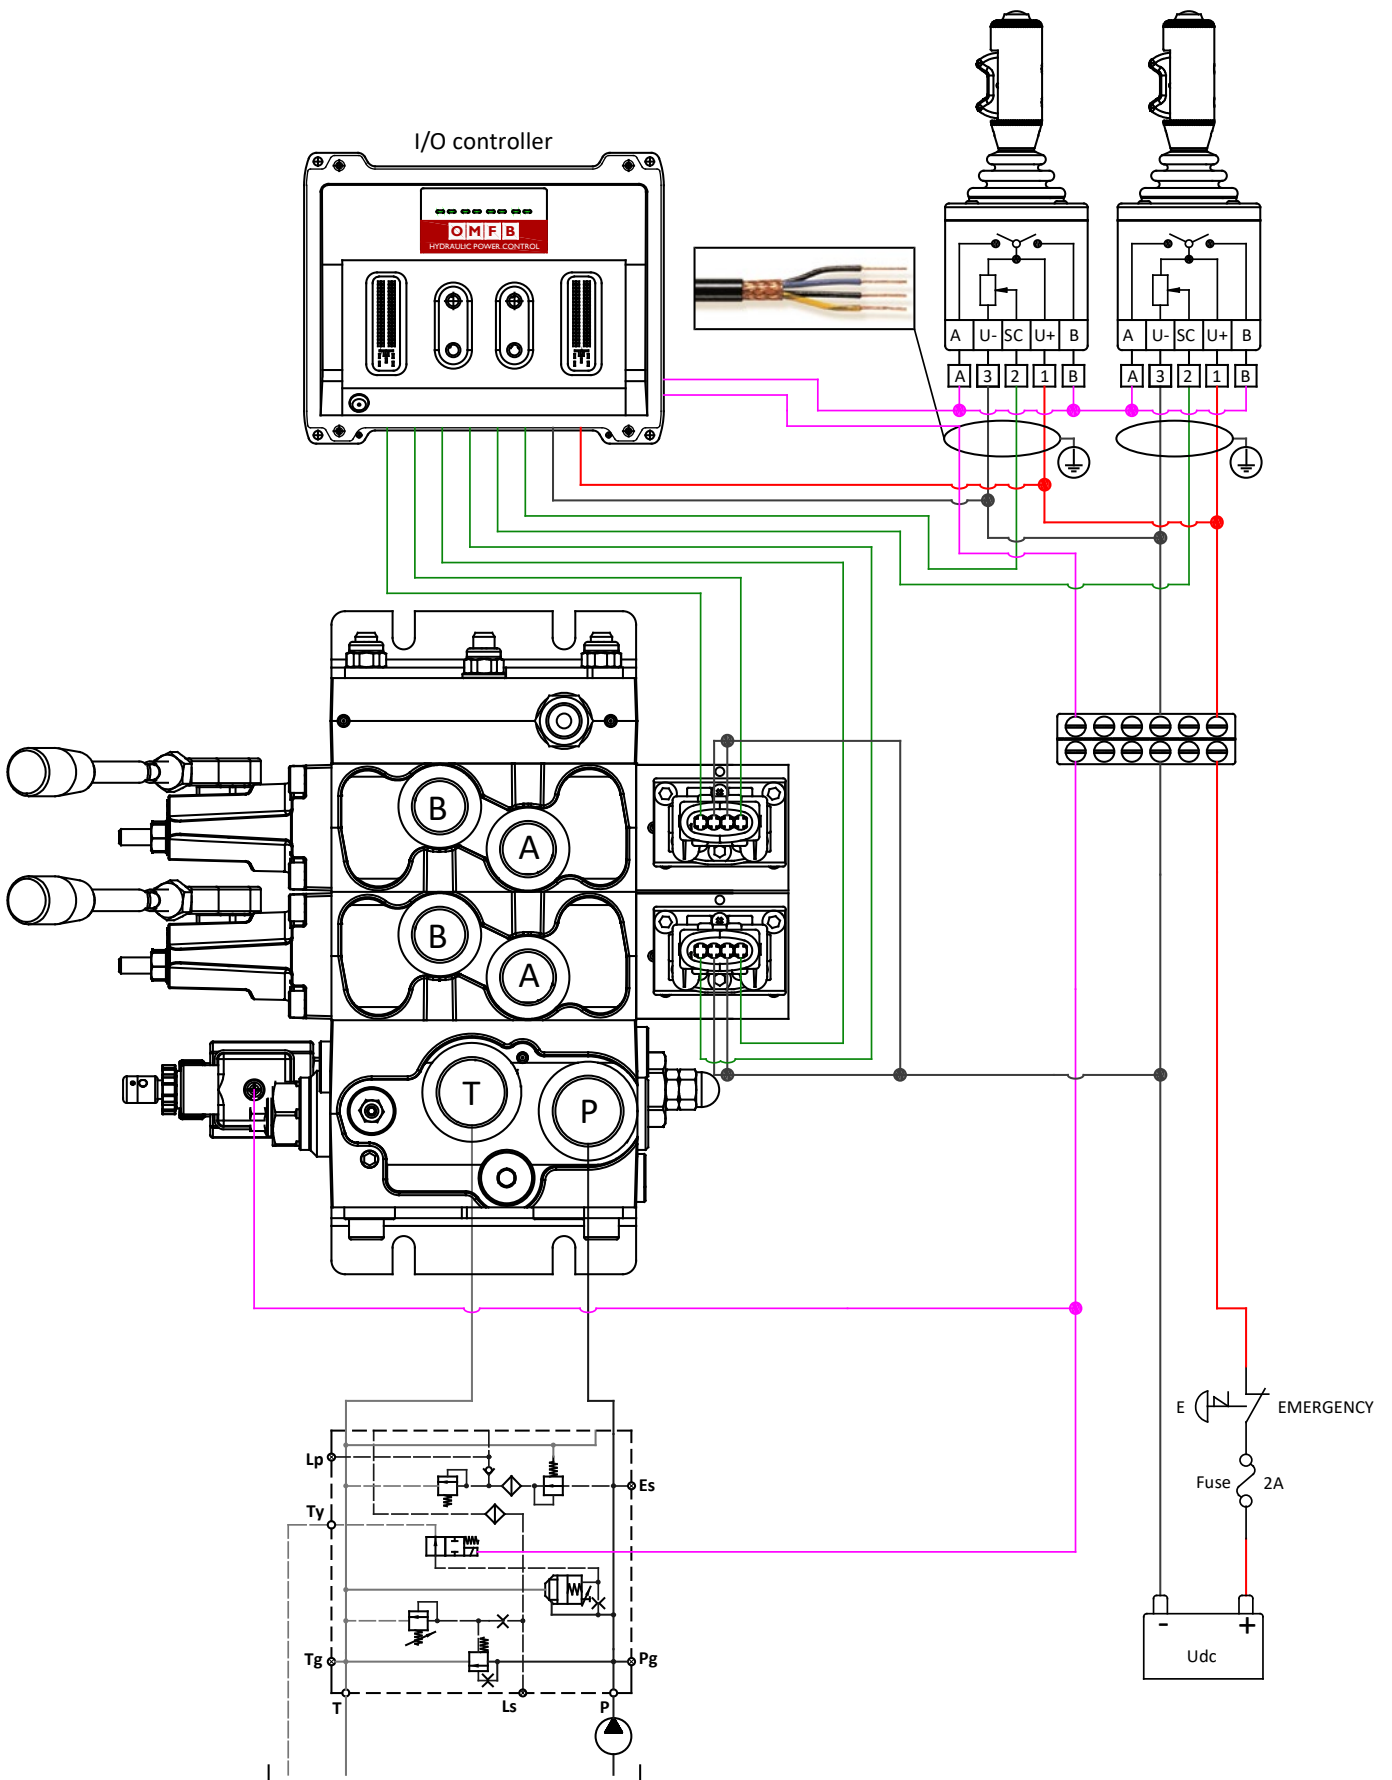 I/O controller
O M F B
HYDRAULIC POWER CONTROL
A U- SC U+ B
A U- SC U+ B
A 3 2 1 B
A 3 2 1 B
B
A
B
A
T
P
E EMERGENCY
Fuse 2A
Lp
Es
Ty
Tg
Pg
T
Ls
P
- +
Udc